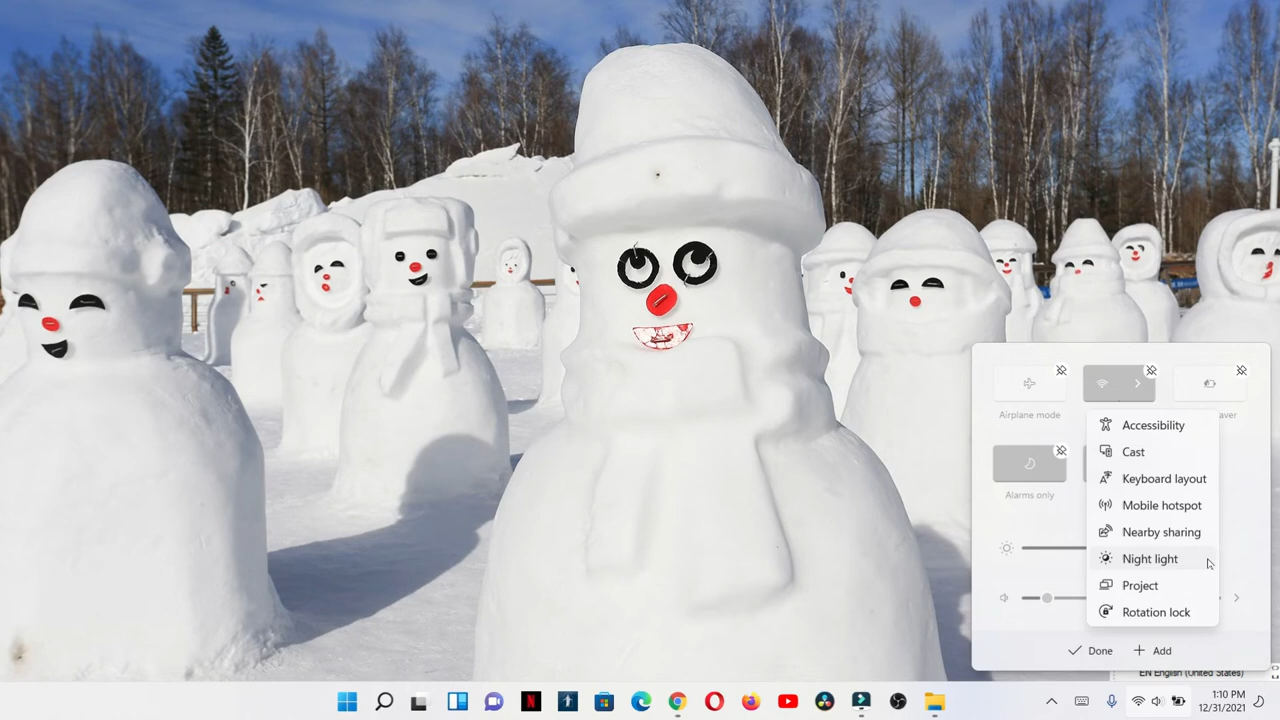 Airplane mode
aver
Alarms only
Accessibility
Cast
Keyboard layout
Mobile hotspot
Nearby sharing
Night light
Project
Rotation lock
Done
Add
EN English (United States)
1:10 PM
12/31/2021